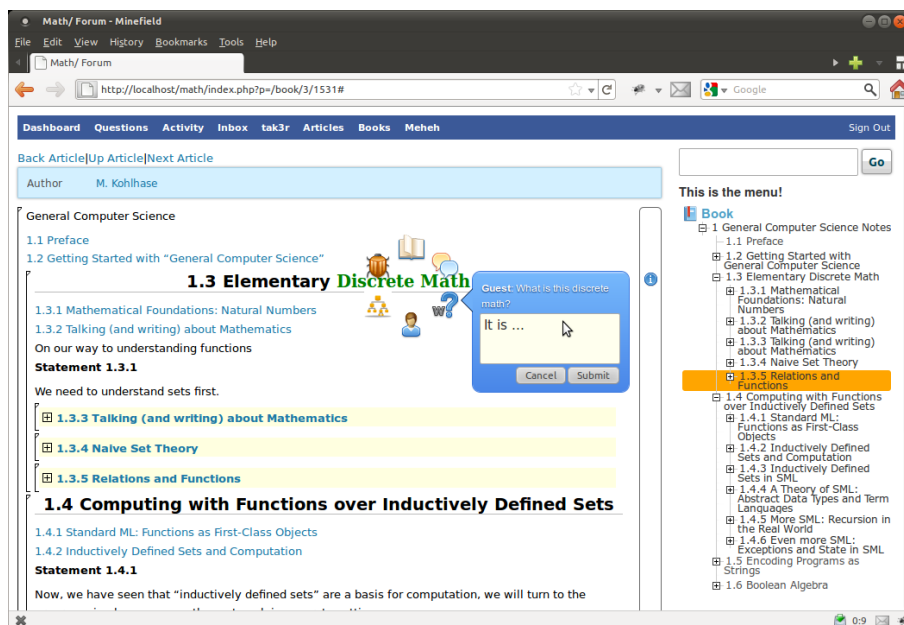 Math/ Forum - Minefield
File Edit View History Bookmarks Tools Help
Math/ Forum
http://localhost/math/index.php?p=/book/3/1531#
Google
Dashboard Questions Activity Inbox tak3r Articles Books Meheh
Sign Out
Back Article|Up Article|Next Article
Author M. Kohlhase
General Computer Science
1.1 Preface
1.2 Getting Started with “General Computer Science”
1.3 Elementary Discrete Math
1.3.1 Mathematical Foundations: Natural Numbers
1.3.2 Talking (and writing) about Mathematics
On our way to understanding functions
Statement 1.3.1
We need to understand sets first.
1.3.3 Talking (and writing) about Mathematics
1.3.4 Naive Set Theory
1.3.5 Relations and Functions
1.4 Computing with Functions over Inductively Defined Sets
1.4.1 Standard ML: Functions as First-Class Objects
1.4.2 Inductively Defined Sets and Computation
Statement 1.4.1
Now, we have seen that “inductively defined sets” are a basis for computation, we will turn to the
w?
Guest: What is this discrete
math?
It is ...
Cancel Submit
Go
This is the menu!
Book
1 General Computer Science Notes
1.1 Preface
1.2 Getting Started with
General Computer Science
1.3 Elementary Discrete Math
1.3.1 Mathematical
Foundations: Natural
Numbers
1.3.2 Talking (and writing)
about Mathematics
1.3.3 Talking (and writing)
about Mathematics
1.3.4 Naive Set Theory
1.3.5 Relations and
Functions
1.4 Computing with Functions
over Inductively Defined Sets
1.4.1 Standard ML:
Functions as First-Class
Objects
1.4.2 Inductively Defined
Sets and Computation
1.4.3 Inductively Defined
Sets in SML
1.4.4 A Theory of SML:
Abstract Data Types and Term
Languages
1.4.5 More SML: Recursion in
the Real World
1.4.6 Even more SML:
Exceptions and State in SML
1.5 Encoding Programs as
Strings
1.6 Boolean Algebra
0:9